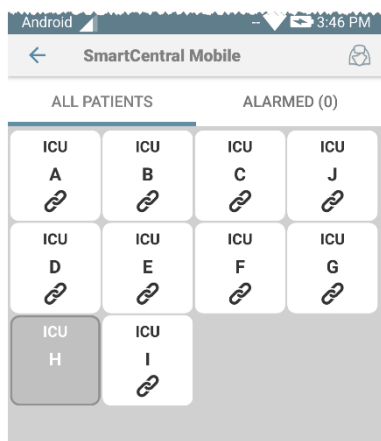 Android -- 3:46 PM
SmartCentral Mobile
ALL PATIENTS ALARMED (0)
ICU ICU ICU ICU
A B C J
ICU ICU ICU ICU
D E F G
ICU ICU
H I